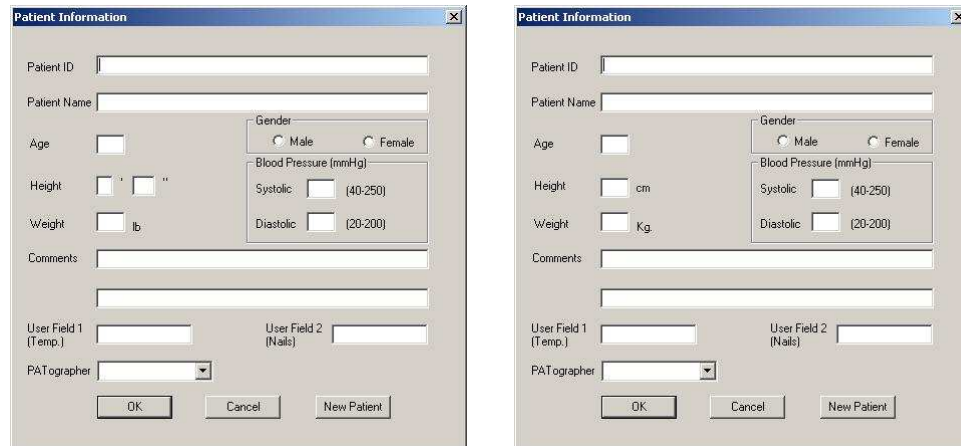 Patient Information
Patient ID
Patient Name
Gender
Age
Male
Female
Blood Pressure (mmHg)
Height ' "
Systolic (40-250)
Weight lb
Diastolic (20-200)
Comments
User Field 1
(Temp.)
User Field 2
(Nails)
PATographer
OK Cancel New Patient
Patient Information
Patient ID
Patient Name
Gender
Age
Male
Female
Blood Pressure (mmHg)
Height cm
Systolic (40-250)
Weight Kg.
Diastolic (20-200)
Comments
User Field 1
(Temp.)
User Field 2
(Nails)
PATographer
OK Cancel New Patient